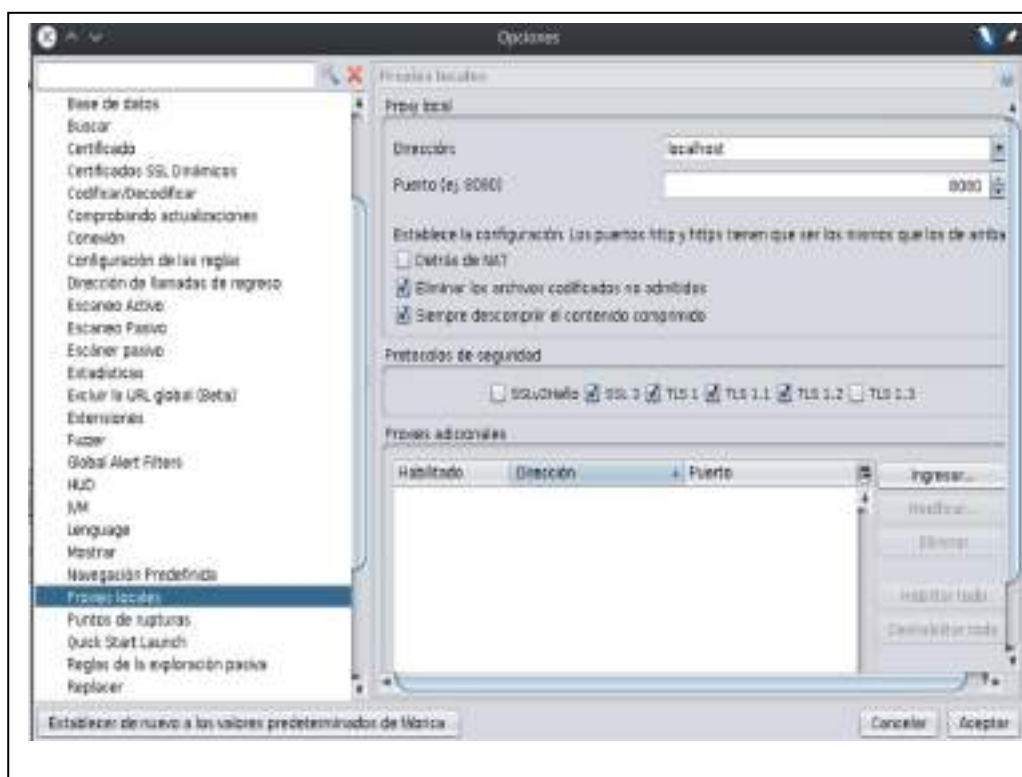 Opciones
Proxies locales
Base de datos
Buscar
Certificado
Certificados SSL Dinámicos
Codificar/Decodificar
Comprobando actualizaciones
Conexión
Configuración de las reglas
Dirección de llamadas de regreso
Escaneo Activo
Escaneo Pasivo
Escáner pasivo
Estadísticas
Excluir la URL global (Beta)
Extensiones
Fuzzer
Global Alert Filters
HUD
JVM
Lenguage
Mostrar
Navegación Predefinida
Proxies locales
Puntos de rupturas
Quick Start Launch
Reglas de la exploración pasiva
Replacer
Proxy local
Dirección:
localhost
Puerto (ej. 8080)
8080
Establece la configuración. Los puertos http y https tienen que ser los mismos que los de arriba
Detrás de NAT
Eliminar los archivos codificados no admitidos
Siempre descomprir el contenido comprimido
Protocolos de seguridad
SSL 3 TLS 1 TLS 1.1 TLS 1.2 TLS 1.3
Proxies adicionales
Habilitado Dirección Puerto
Ingresar...
Modificar...
Eliminar
Habilitar todo
Deshabilitar todo
Establecer de nuevo a los valores predeterminados de fábrica
Cancelar
Aceptar